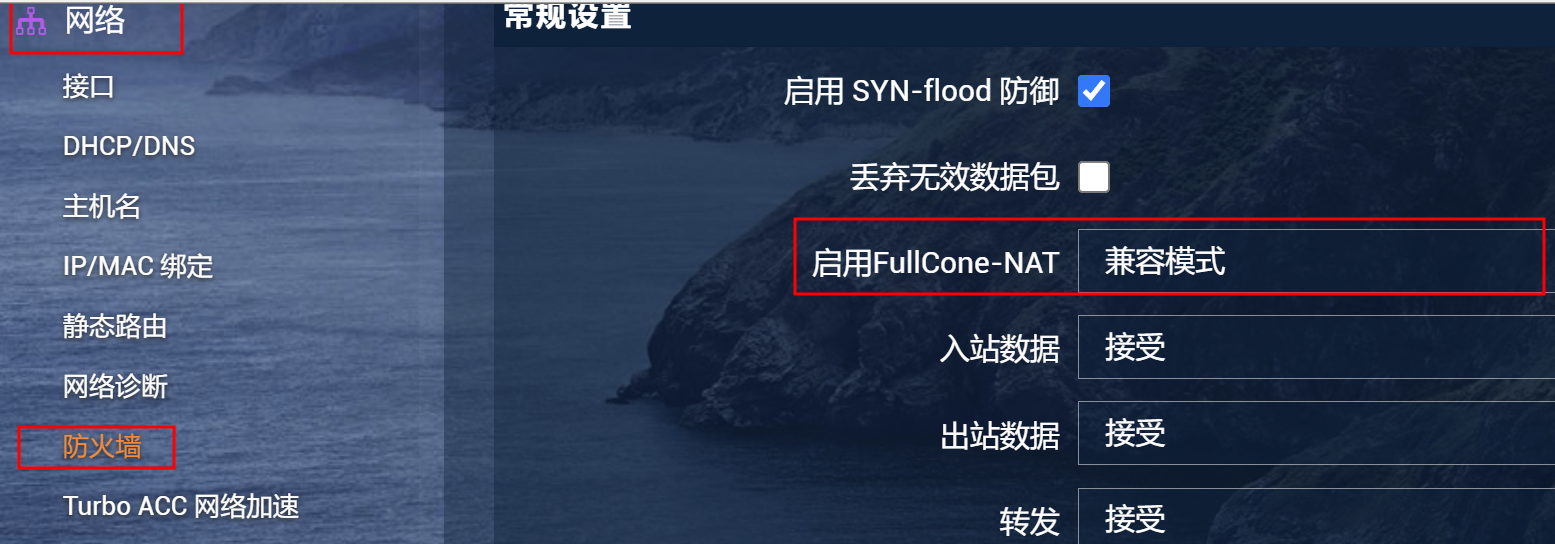 网络
接口
DHCP/DNS
主机名
IP/MAC 绑定
静态路由
网络诊断
防火墙
Turbo ACC 网络加速
常规设置
启用 SYN-flood 防御
丢弃无效数据包
启用FullCone-NAT 兼容模式
入站数据 接受
出站数据 接受
转发 接受